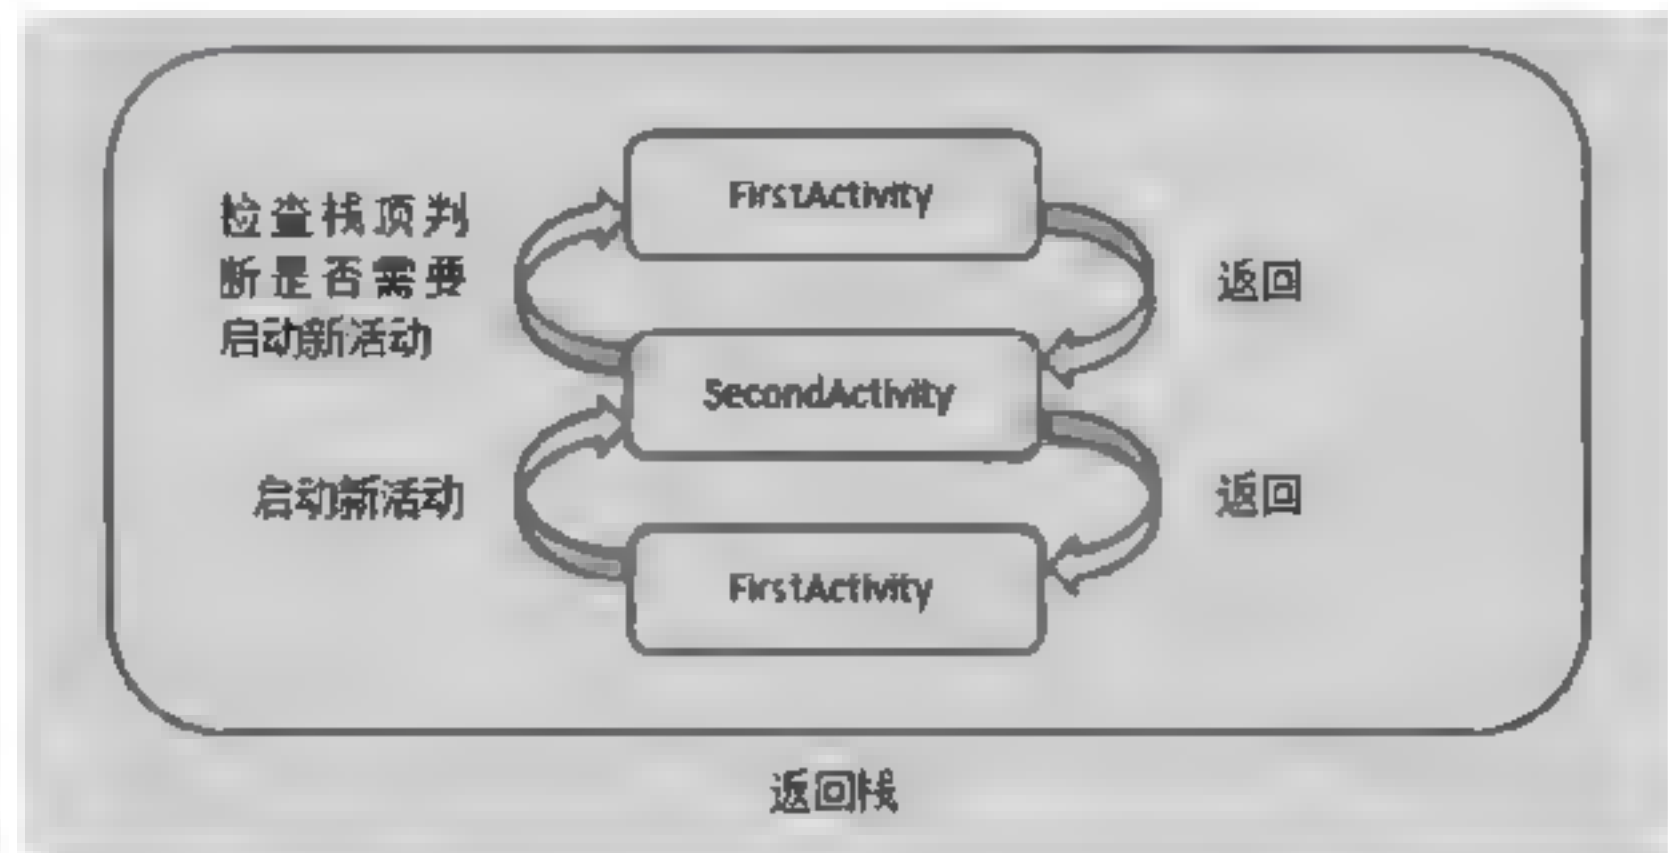 FirstActivity
检查栈顶判
断是否需要
启动新活动
返回
SecondActivity
启动新活动
返回
FirstActivity
返回栈